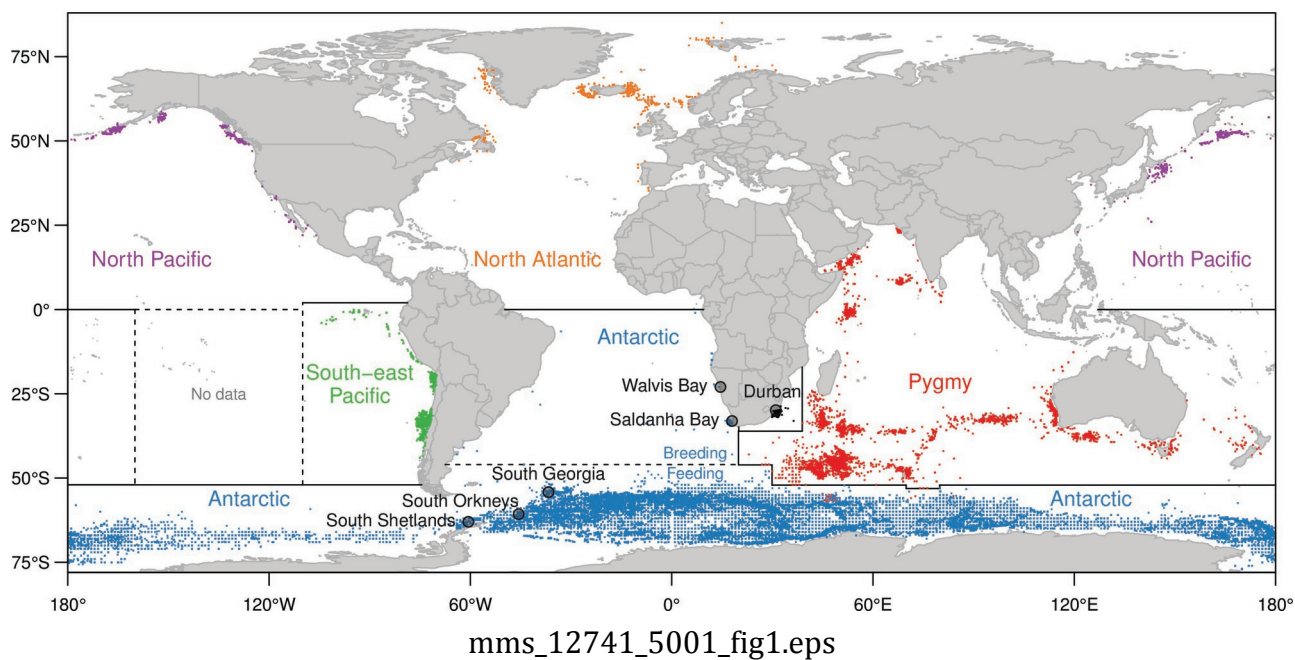 75°N
50°N
25°N
0°
25°S
50°S
75°S
North Pacific
North Atlantic
North Pacific
Antarctic
South−east
Pacific
No data
Walvis Bay
Durban
Saldanha Bay
Pygmy
Breeding
Feeding
South Georgia
Antarctic
South Orkneys
South Shetlands
Antarctic
180°
120°W
60°W
0°
60°E
120°E
180°
mms_12741_5001_fig1.eps